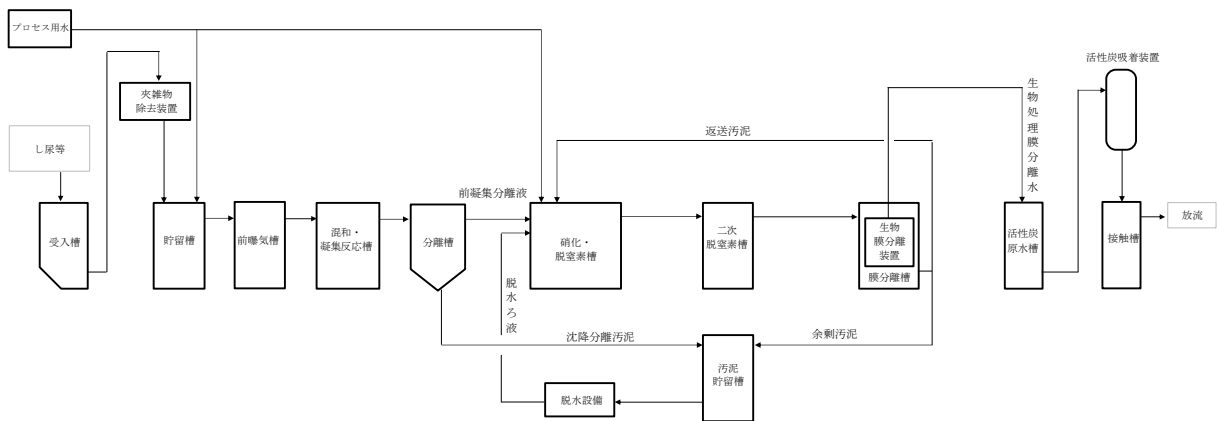 プロセス用水
活性炭吸着装置
夾雑物
除去装置
生物処理膜分離水
し尿等
返送汚泥
前凝集分離液
受入槽
貯留槽
前曝気槽
混和・
凝集反応槽
分離槽
硝化・
脱窒素槽
二次
脱窒素槽
生物
膜分離
装置
膜分離槽
活性炭
原水槽
接触槽
放流
脱水ろ液
沈降分離汚泥
余剰汚泥
汚泥
貯留槽
脱水設備